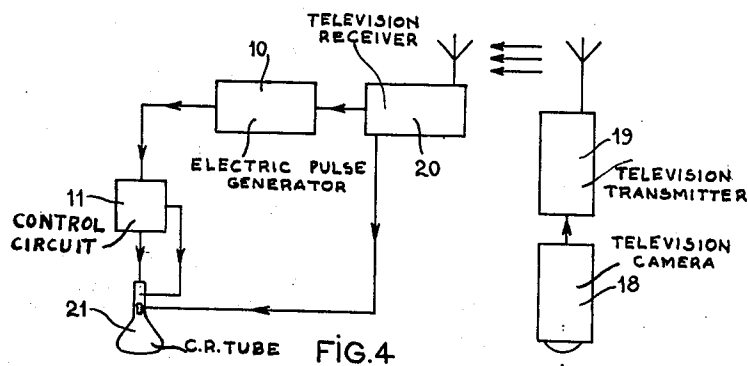 TELEVISION
RECEIVER
10
20
ELECTRIC PULSE
GENERATOR
19
TELEVISION
TRANSMITTER
11
CONTROL
CIRCUIT
TELEVISION
CAMERA
18
21
C.R. TUBE
FIG.4